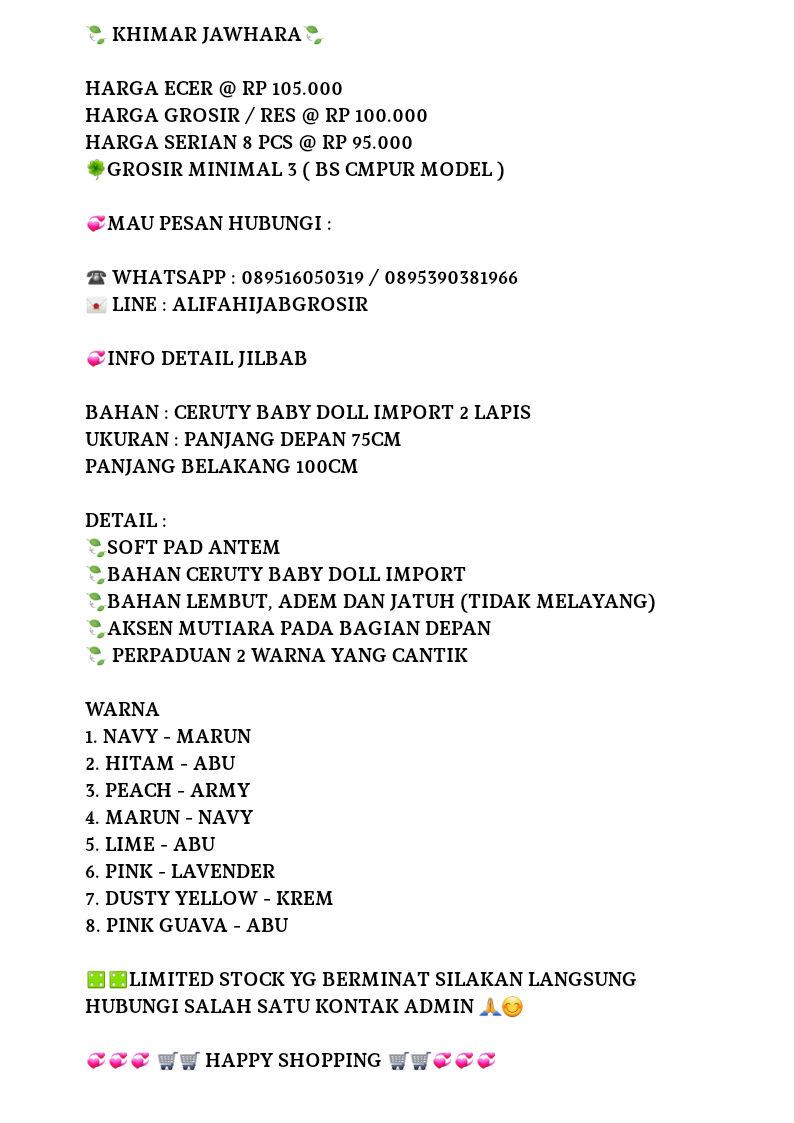 🍃 KHIMAR JAWHARA🍃
HARGA ECER @ RP 105.000
HARGA GROSIR / RES @ RP 100.000
HARGA SERIAN 8 PCS @ RP 95.000
🍀GROSIR MINIMAL 3 ( BS CMPUR MODEL )
💞MAU PESAN HUBUNGI :
☎ WHATSAPP : 089516050319 / 0895390381966
💌 LINE : ALIFAHIJABGROSIR
💞INFO DETAIL JILBAB
BAHAN : CERUTY BABY DOLL IMPORT 2 LAPIS
UKURAN : PANJANG DEPAN 75CM
PANJANG BELAKANG 100CM
DETAIL :
🍃SOFT PAD ANTEM
🍃BAHAN CERUTY BABY DOLL IMPORT
🍃BAHAN LEMBUT, ADEM DAN JATUH (TIDAK MELAYANG)
🍃AKSEN MUTIARA PADA BAGIAN DEPAN
🍃 PERPADUAN 2 WARNA YANG CANTIK
WARNA
1. NAVY - MARUN
2. HITAM - ABU
3. PEACH - ARMY
4. MARUN - NAVY
5. LIME - ABU
6. PINK - LAVENDER
7. DUSTY YELLOW - KREM
8. PINK GUAVA - ABU
LIMITED STOCK YG BERMINAT SILAKAN LANGSUNG
HUBUNGI SALAH SATU KONTAK ADMIN 🙏😊
💞💞💞 🛒🛒 HAPPY SHOPPING 🛒🛒💞💞💞